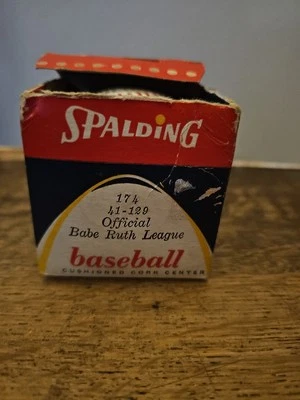 SPALDING
174
41-129
Official
Babe Ruth League
baseball
CUSHIONED CORK CENTER